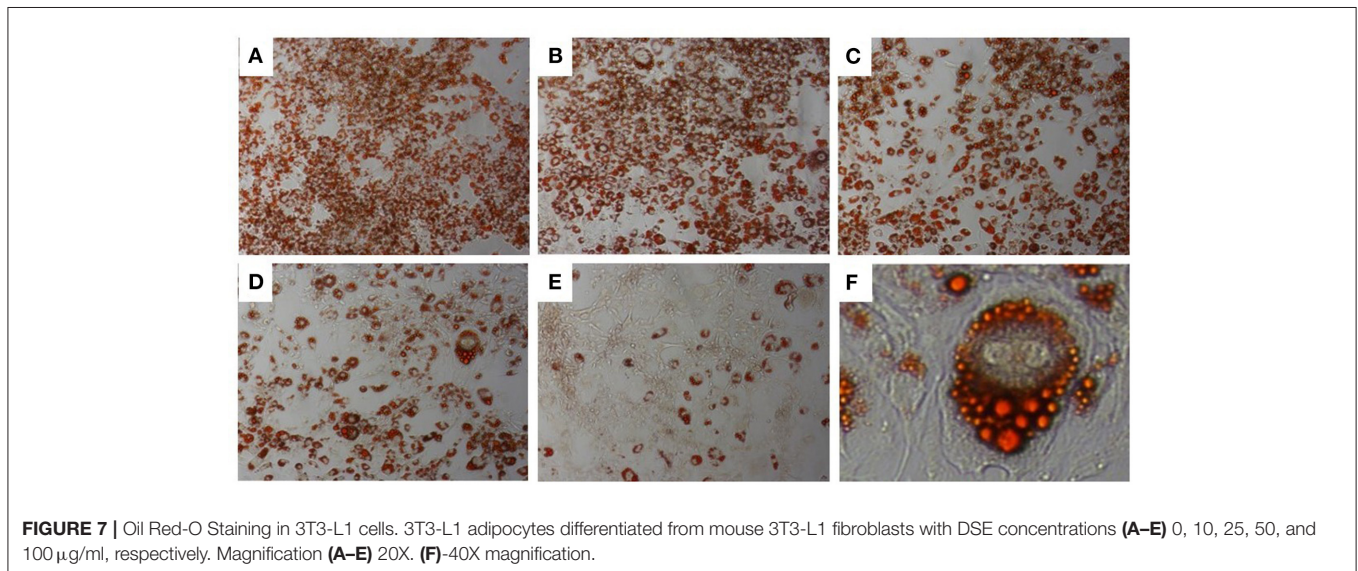 A
B
C
D
E
F
FIGURE 7 | Oil Red-O Staining in 3T3-L1 cells. 3T3-L1 adipocytes differentiated from mouse 3T3-L1 fibroblasts with DSE concentrations (A–E) 0, 10, 25, 50, and
100 μg/ml, respectively. Magnification (A–E) 20X. (F)-40X magnification.